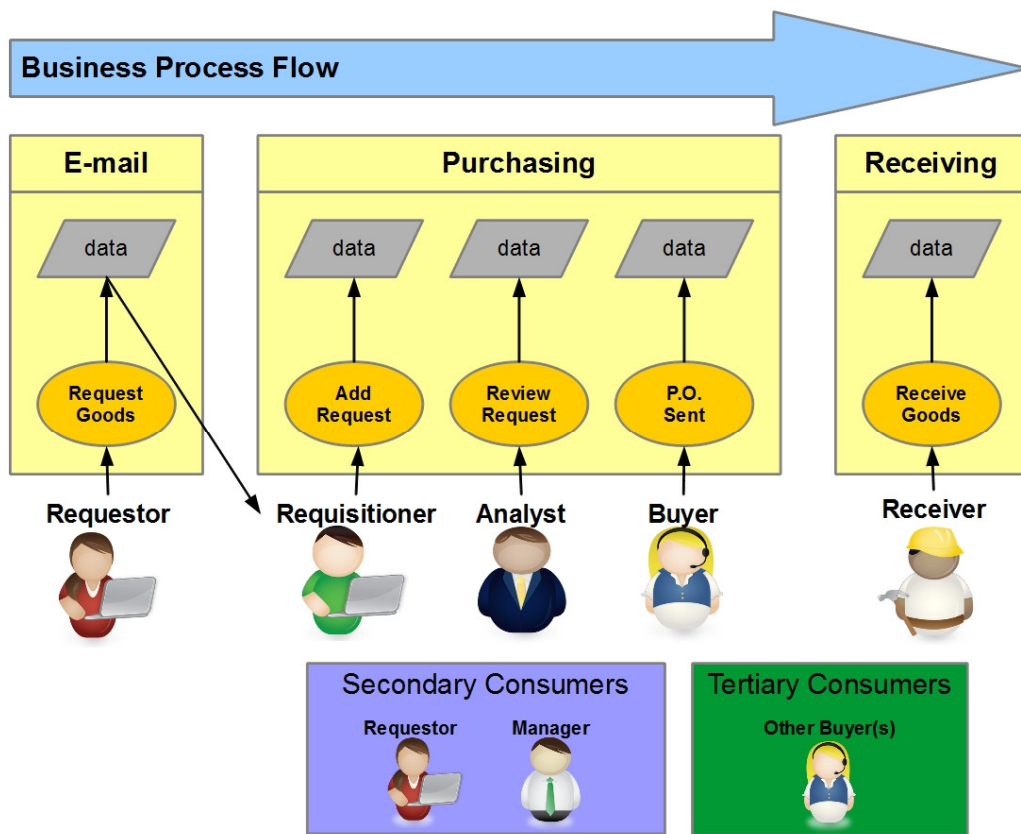 Business Process Flow
E-mail
Purchasing
Receiving
data
data
data
data
data
Request
Goods
Add
Request
Review
Request
P.O.
Sent
Receive
Goods
Requestor
Requisitioner
Analyst
Buyer
Receiver
Secondary Consumers
Requestor
Manager
Tertiary Consumers
Other Buyer(s)